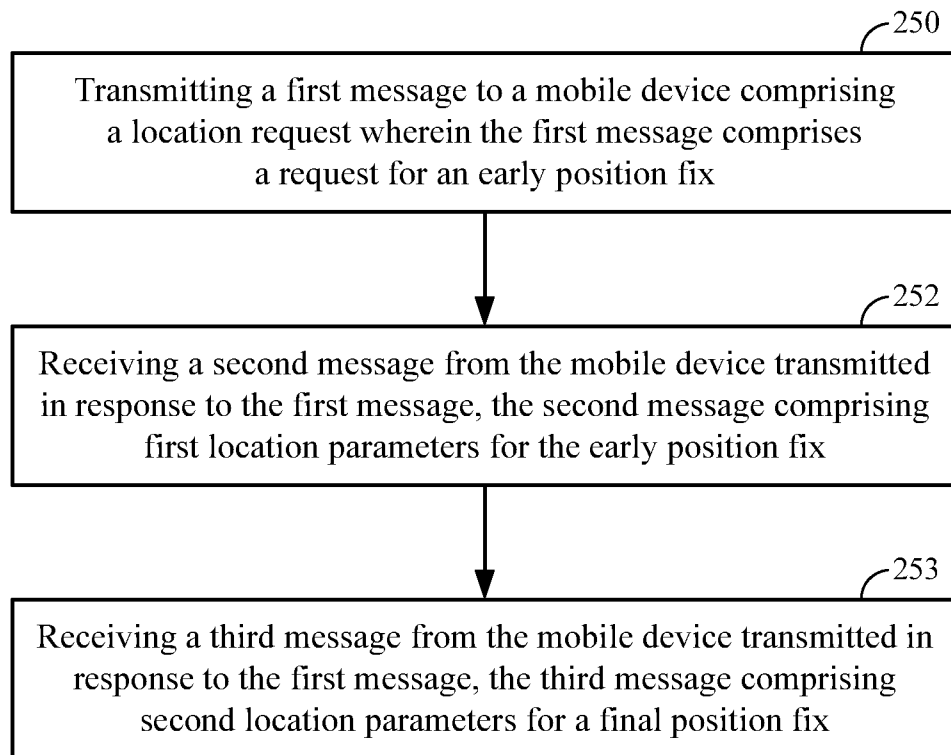 250
Transmitting a first message to a mobile device comprising
a location request wherein the first message comprises
a request for an early position fix
252
Receiving a second message from the mobile device transmitted
in response to the first message, the second message comprising
first location parameters for the early position fix
253
Receiving a third message from the mobile device transmitted in
response to the first message, the third message comprising
second location parameters for a final position fix